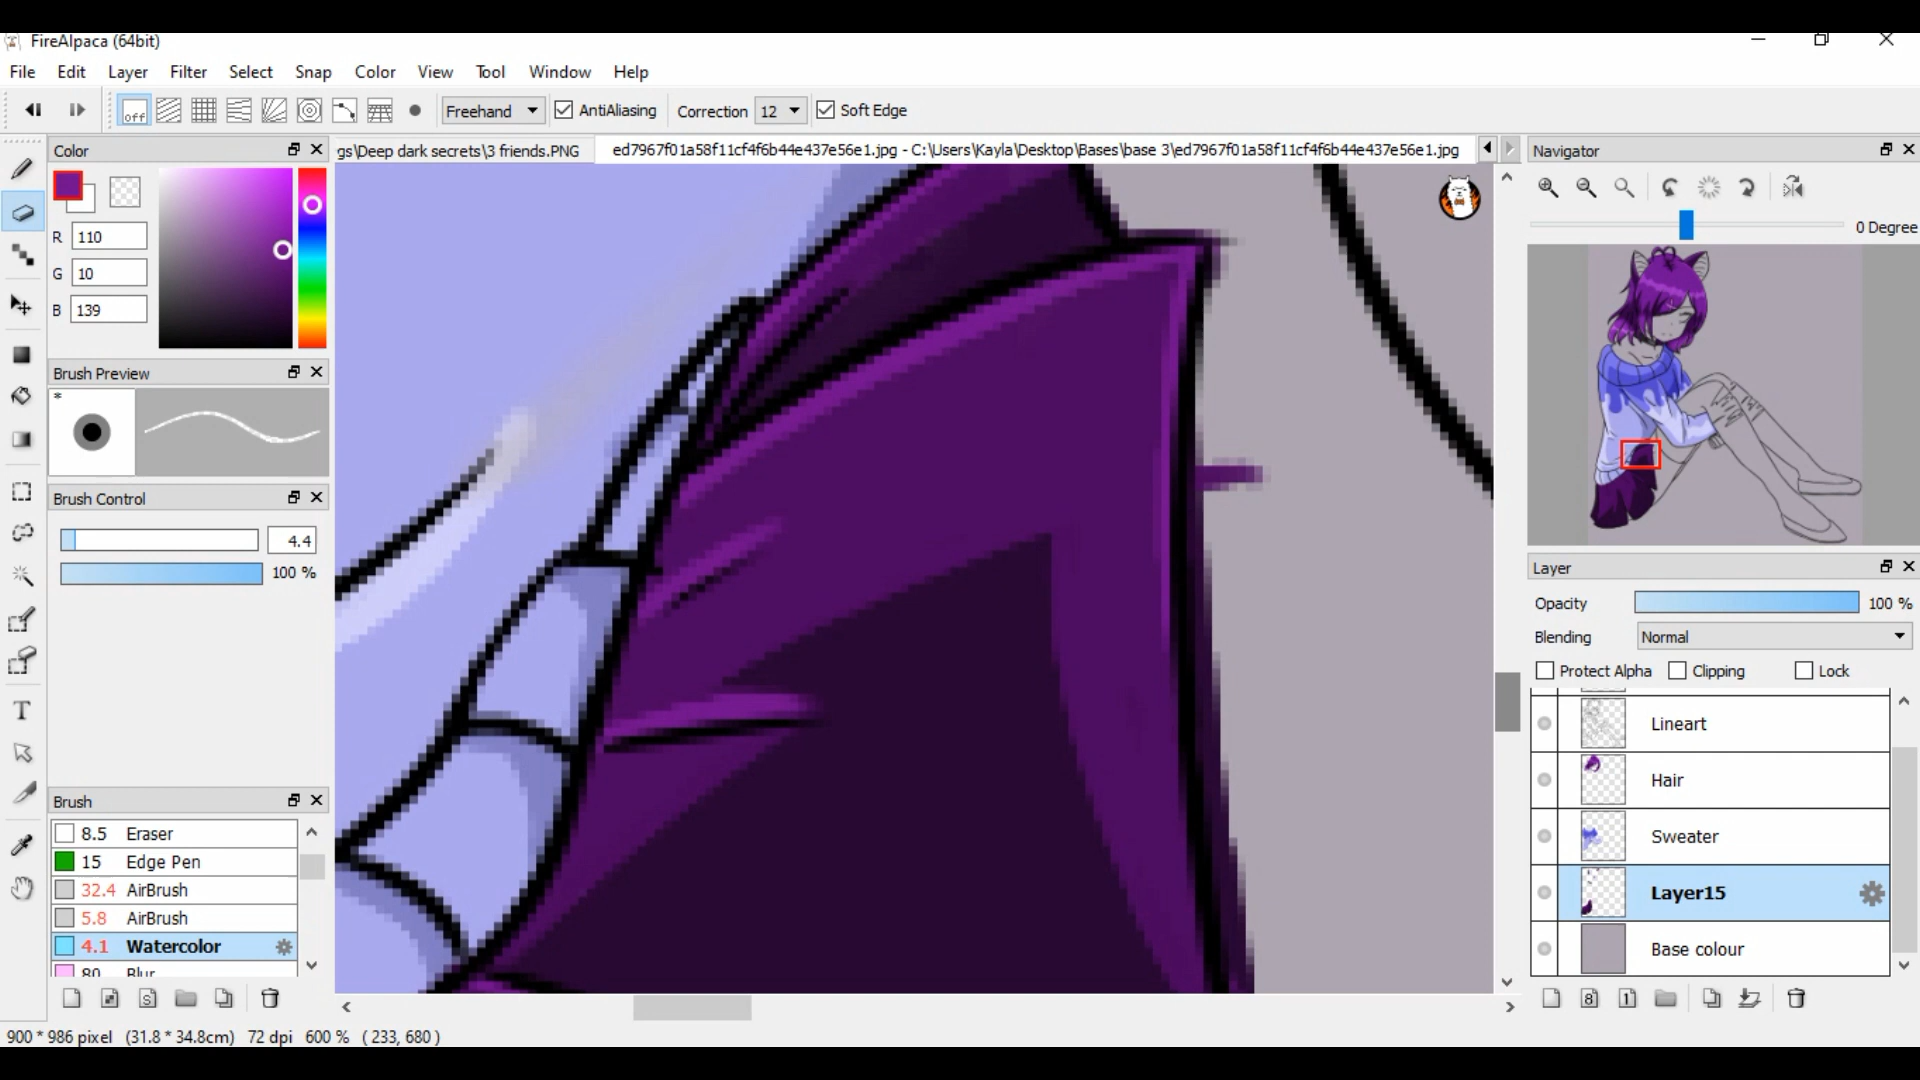 FireAlpaca (64bit)
File Edit Layer Filter Select Snap Color View Tool Window Help
off Freehand AntiAliasing Correction 12 Soft Edge
Color
gs\Deep dark secrets\3 friends.PNG
ed7967f01a58f11cf4f6b44e437e56e1.jpg - C:\Users\Kayla\Desktop\Bases\base 3\ed7967f01a58f11cf4f6b44e437e56e1.jpg
Navigator
R 110
G 10
B 139
0 Degree
Brush Preview
*
Brush Control
4.4
100 %
Layer
Opacity 100 %
Blending Normal
Protect Alpha Clipping Lock
Lineart
Hair
Sweater
Layer15
Base colour
Brush
8.5 Eraser
15 Edge Pen
32.4 AirBrush
5.8 AirBrush
4.1 Watercolor
80 Blur
S
8 1
T
900 * 986 pixel (31.8 * 34.8cm) 72 dpi 600 % ( 233, 680 )